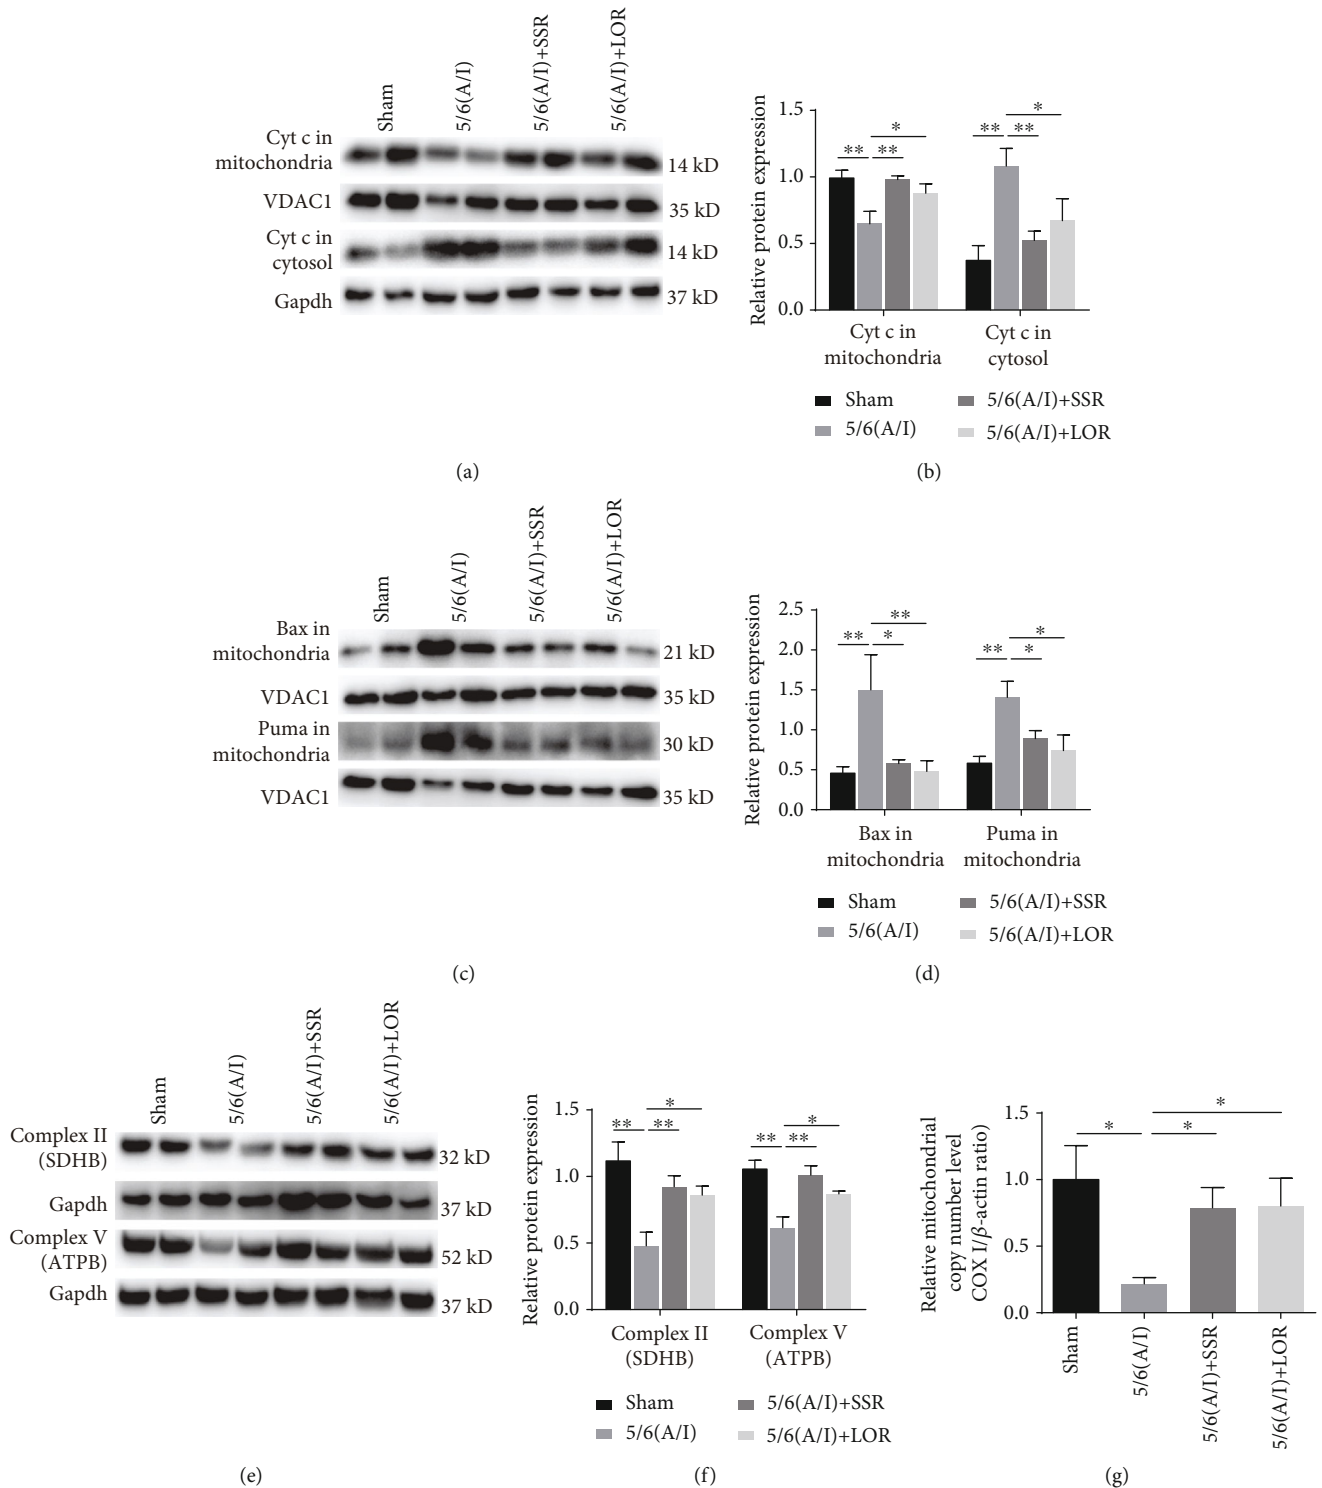 Sham
5/6(A/I)
5/6(A/I)+SSR
5/6(A/I)+LOR
Cyt c in
mitochondria
14 kD
VDAC1
35 kD
Cyt c in
cytosol
14 kD
Gapdh
37 kD
(a)
Relative protein expression
1.5
1.0
0.5
0.0
** ** *
** ** *
Cyt c in
mitochondria
Cyt c in
cytosol
Sham
5/6(A/I)
5/6(A/I)+SSR
5/6(A/I)+LOR
(b)
Sham
5/6(A/I)
5/6(A/I)+SSR
5/6(A/I)+LOR
Bax in
mitochondria
21 kD
VDAC1
35 kD
Puma in
mitochondria
30 kD
VDAC1
35 kD
(c)
Relative protein expression
2.5
2.0
1.5
1.0
0.5
0.0
** * **
** * *
Bax in
mitochondria
Puma in
mitochondria
Sham
5/6(A/I)
5/6(A/I)+SSR
5/6(A/I)+LOR
(d)
Sham
5/6(A/I)
5/6(A/I)+SSR
5/6(A/I)+LOR
Complex II
(SDHB)
32 kD
Gapdh
37 kD
Complex V
(ATPB)
52 kD
Gapdh
37 kD
(e)
Relative protein expression
1.5
1.0
0.5
0.0
** ** *
** ** *
Complex II
(SDHB)
Complex V
(ATPB)
Sham
5/6(A/I)
5/6(A/I)+SSR
5/6(A/I)+LOR
(f)
Relative mitochondrial
copy number level
COX I/β-actin ratio)
1.5
1.0
0.5
0.0
* * *
Sham
5/6(A/I)
5/6(A/I)+SSR
5/6(A/I)+LOR
(g)